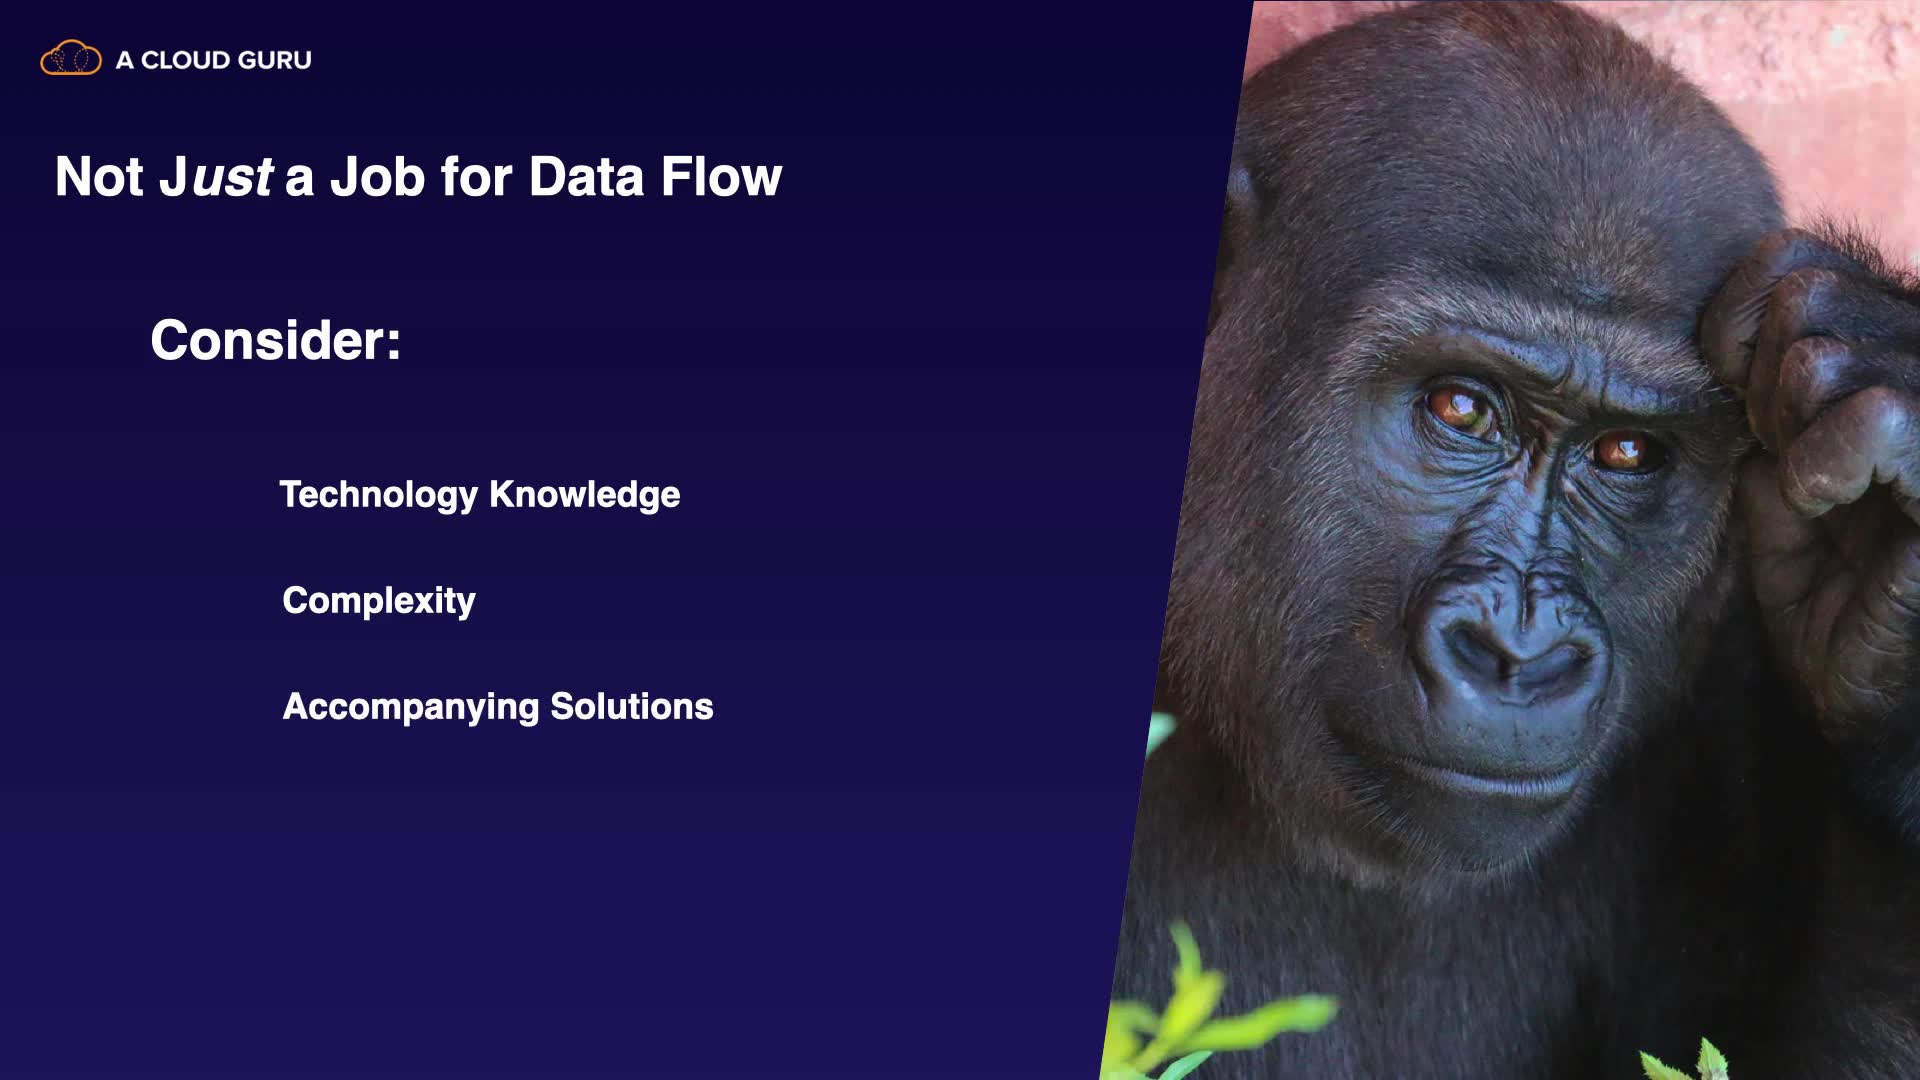 A CLOUD GURU
Not Just a Job for Data Flow
Consider:
Technology Knowledge
Complexity
Accompanying Solutions